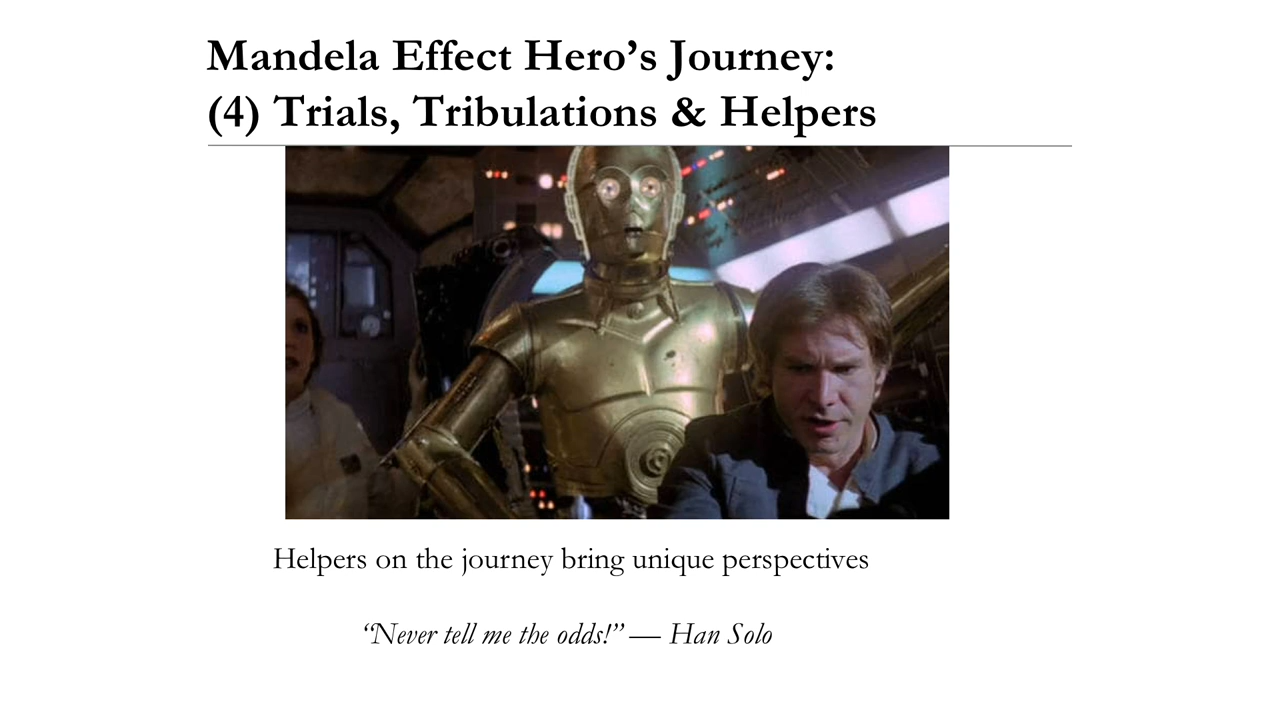 Mandela Effect Hero’s Journey:
(4) Trials, Tribulations & Helpers
Helpers on the journey bring unique perspectives
“Never tell me the odds!” — Han Solo